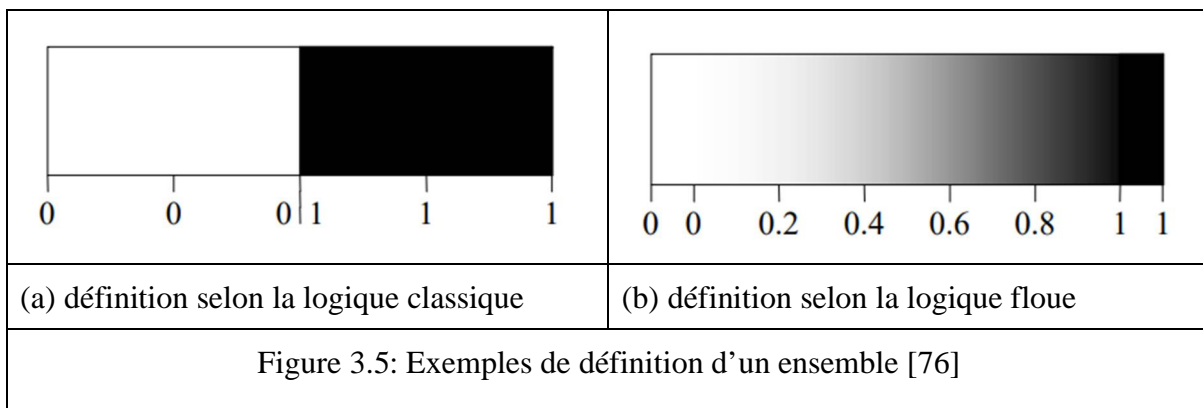 0 0 0 1 1 1
0 0 0.2 0.4 0.6 0.8 1 1
(a) définition selon la logique classique
(b) définition selon la logique floue
Figure 3.5: Exemples de définition d’un ensemble [76]